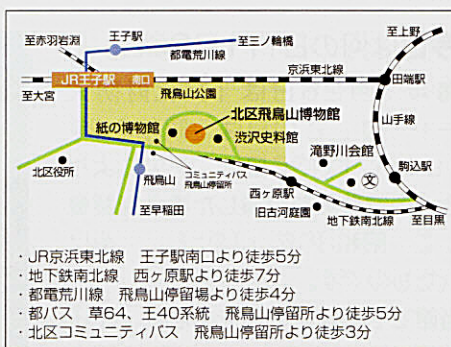 王子駅
至三ノ輪橋
至上野
至赤羽岩淵
都電荒川線
京浜東北線
JR王子駅 南口
田端駅
至大宮
飛鳥山公園
山手線
北区飛鳥山博物館
紙の博物館
渋沢史料館
滝野川会館
北区役所
コミュニティバス
飛鳥山停留所
駒込駅
文
飛鳥山
西ヶ原駅
至早稲田
旧古河庭園
地下鉄南北線
至目黒
・JR京浜東北線 王子駅南口より徒歩5分
・地下鉄南北線 西ヶ原駅より徒歩7分
・都電荒川線 飛鳥山停留場より徒歩4分
・都バス 草64、王40系統 飛鳥山停留所より徒歩5分
・北区コミュニティバス 飛鳥山停留所より徒歩3分